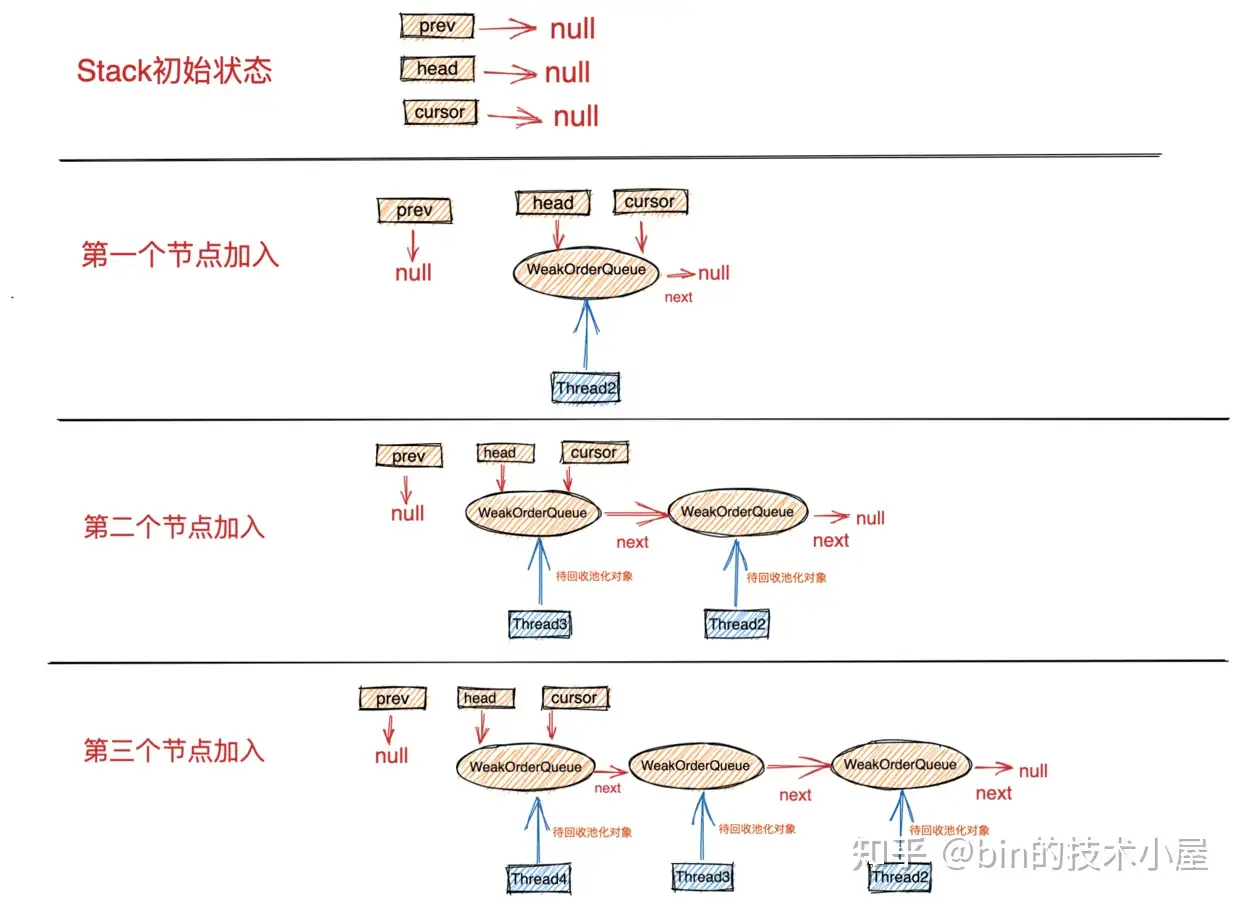 prev null
Stack初始状态
head null
cursor null
prev head cursor
第一个节点加入
null
WeakOrderQueue null
next
Thread2
prev head cursor
第二个节点加入
null
WeakOrderQueue WeakOrderQueue null
next next
待回收池化对象 待回收池化对象
Thread3 Thread2
prev head cursor
第三个节点加入
null
WeakOrderQueue WeakOrderQueue WeakOrderQueue null
next next next
待回收池化对象 待回收池化对象 待回收池化对象
Thread4 Thread3 Thread2
知乎 @bin的技术小屋